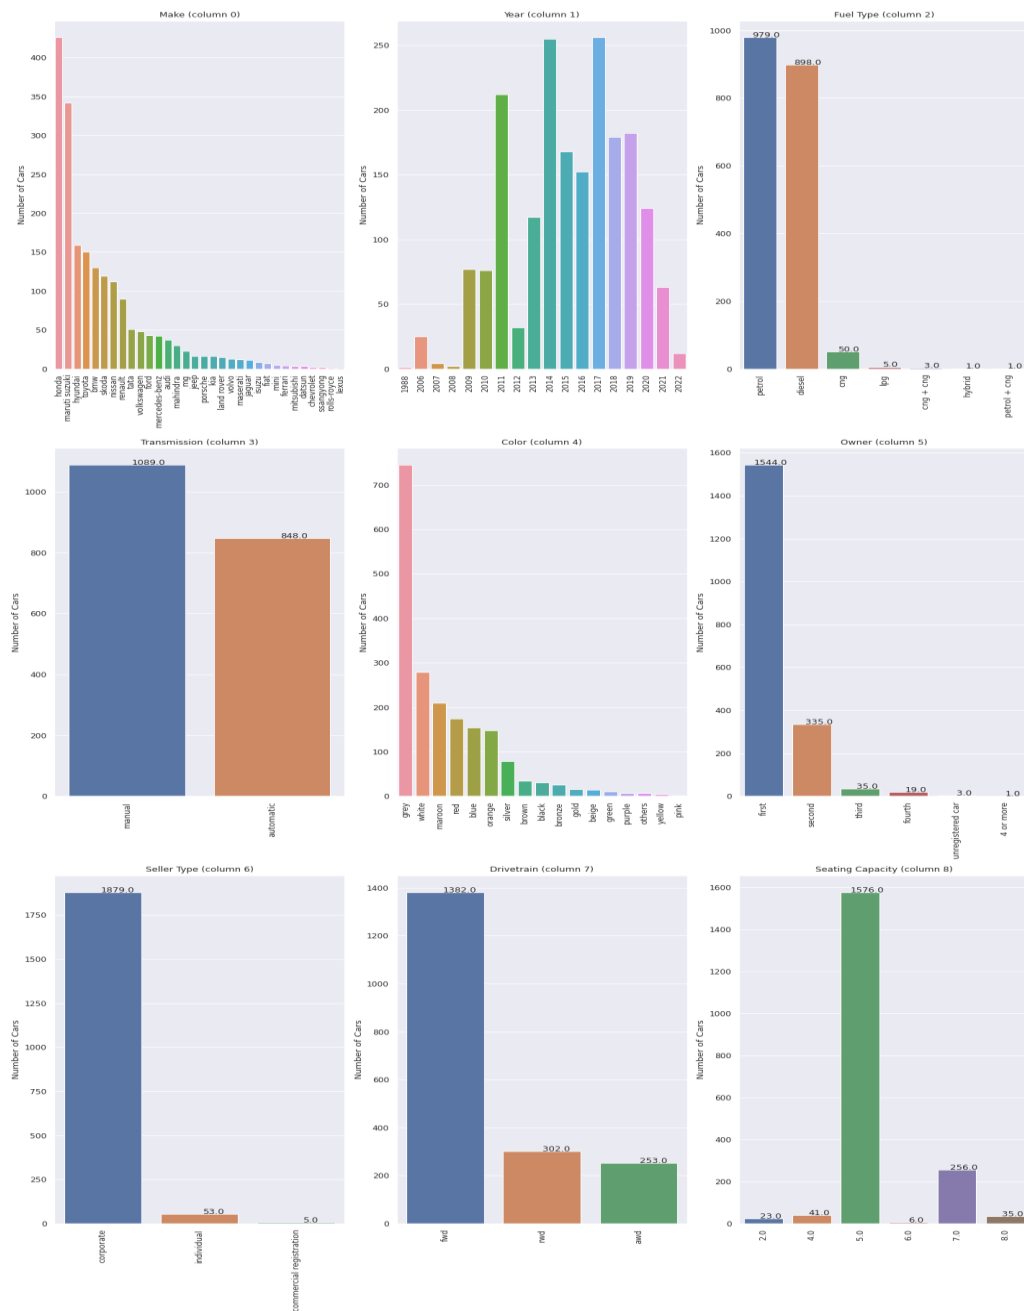 Make (column 0)
Number of Cars
400
350
300
250
200
150
100
50
0
honda
maruti suzuki
hyundai
toyota
bmw
skoda
nissan
renault
tata
volkswagen
ford
mercedes-benz
audi
mahindra
mg
jeep
porsche
kia
land rover
volvo
maserati
jaguar
isuzu
fiat
mini
ferrari
mitsubishi
datsun
chevrolet
ssangyong
rolls-royce
lexus
Year (column 1)
Number of Cars
250
200
150
100
50
0
1988
2006
2007
2008
2009
2010
2011
2012
2013
2014
2015
2016
2017
2018
2019
2020
2021
2022
Fuel Type (column 2)
Number of Cars
1000
800
600
400
200
0
979.0
898.0
50.0
5.0
3.0
1.0
1.0
petrol
diesel
cng
lpg
cng + cng
hybrid
petrol + cng
Transmission (column 3)
Number of Cars
1000
800
600
400
200
0
1089.0
848.0
manual
automatic
Color (column 4)
Number of Cars
700
600
500
400
300
200
100
0
grey
white
maroon
red
blue
orange
silver
brown
black
bronze
gold
beige
green
purple
others
yellow
pink
Owner (column 5)
Number of Cars
1600
1400
1200
1000
800
600
400
200
0
1544.0
335.0
35.0
19.0
3.0
1.0
first
second
third
fourth
unregistered car
4 or more
Seller Type (column 6)
Number of Cars
1750
1500
1250
1000
750
500
250
0
1879.0
53.0
5.0
corporate
individual
commercial registration
Drivetrain (column 7)
Number of Cars
1400
1200
1000
800
600
400
200
0
1382.0
302.0
253.0
fwd
rwd
awd
Seating Capacity (column 8)
Number of Cars
1600
1400
1200
1000
800
600
400
200
0
23.0
41.0
1576.0
6.0
256.0
35.0
2.0
4.0
5.0
6.0
7.0
8.0